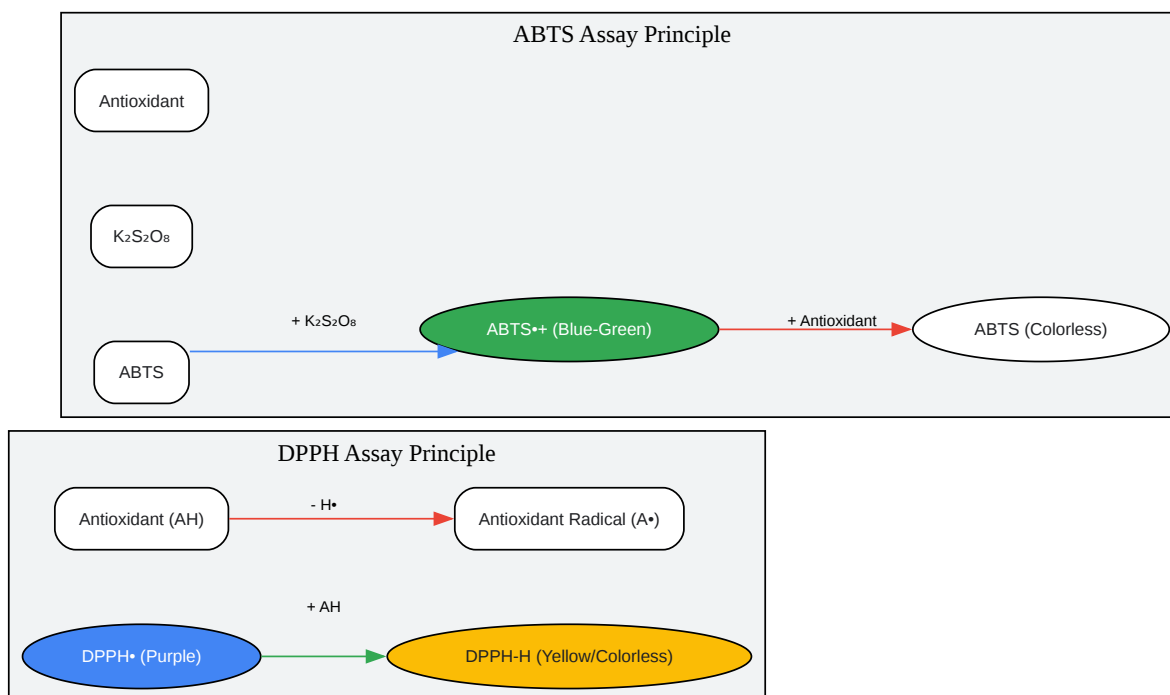 ABTS Assay Principle
Antioxidant
K₂S₂O₈
+ K₂S₂O₈
ABTS•+ (Blue-Green)
+ Antioxidant
ABTS (Colorless)
ABTS
DPPH Assay Principle
Antioxidant (AH)
- H•
Antioxidant Radical (A•)
+ AH
DPPH• (Purple)
DPPH-H (Yellow/Colorless)